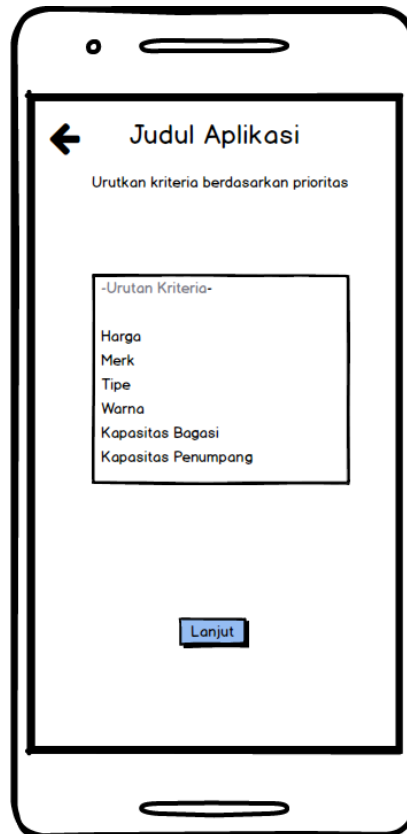 Judul Aplikasi
Urutkan kriteria berdasarkan prioritas
-Urutan Kriteria-
Harga
Merk
Tipe
Warna
Kapasitas Bagasi
Kapasitas Penumpang
Lanjut